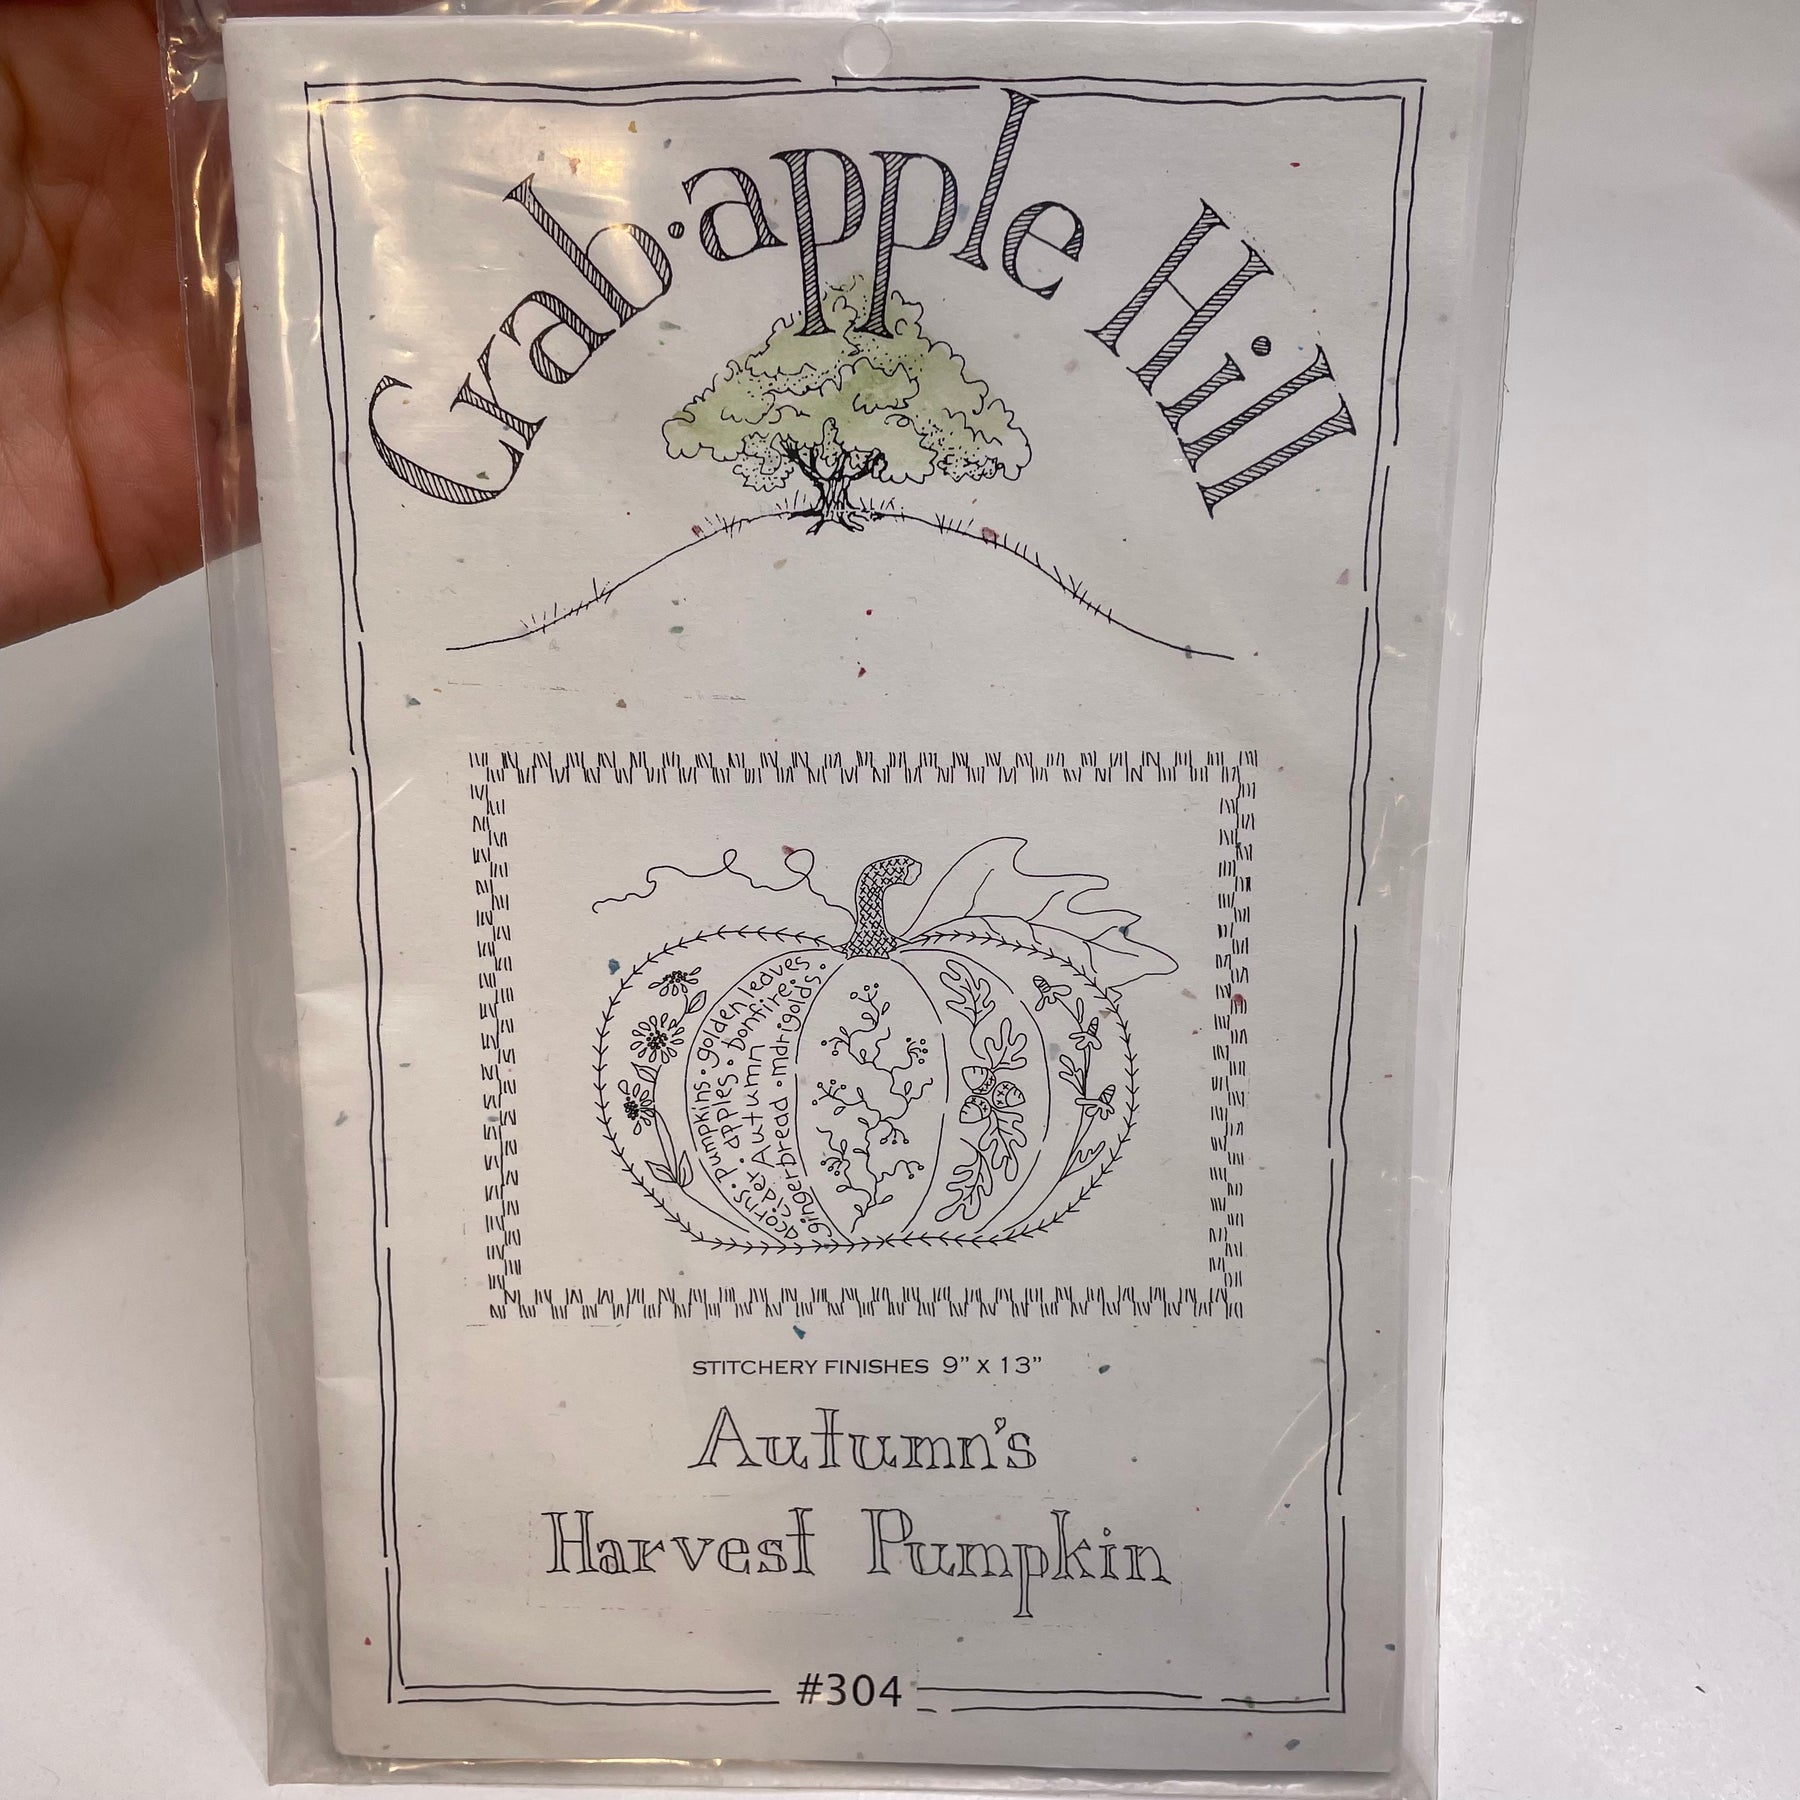 Crab·apple Hill
pumpkins · golden leaves
acorns · apples · bonfire ·
cider · Autumn
gingerbread · marigolds ·
STITCHERY FINISHES 9" X 13"
Autumn's
Harvest Pumpkin
#304